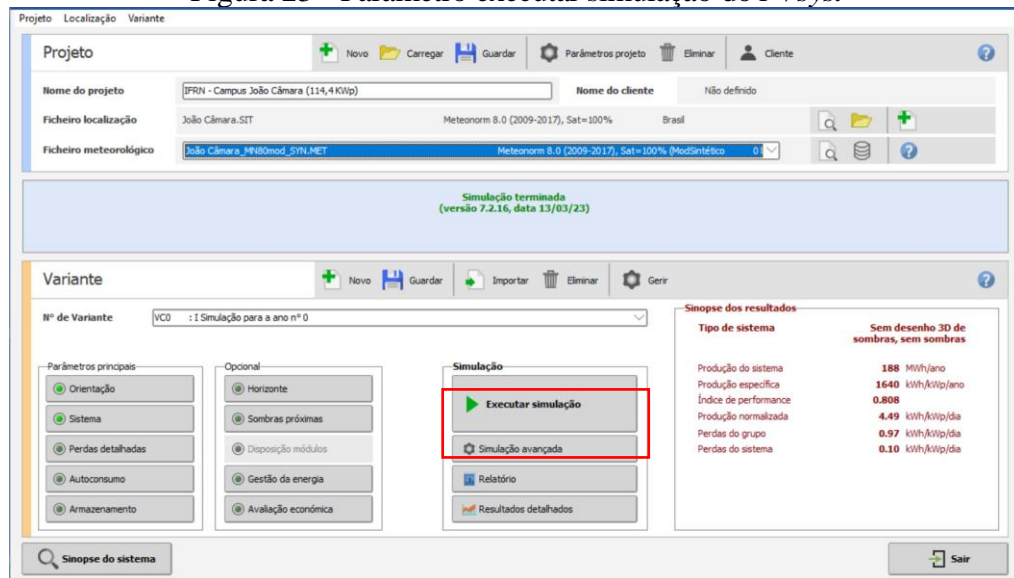 Figura 23 - Parâmetro executar simulação do PVsyst
Projeto Localização Variante
Projeto Novo Carregar Guardar Parâmetros projeto Eliminar Cliente
Nome do projeto IFRN - Campus João Câmara (114,4 KWp) Nome do cliente Não definido
Ficheiro localização João Câmara.SIT Meteonorm 8.0 (2009-2017), Sat=100% Brasil
Ficheiro meteorológico João Câmara_MN80mod_SYN.MET Meteonorm 8.0 (2009-2017), Sat=100% (ModSintético 0
Simulação terminada
(versão 7.2.16, data 13/03/23)
Variante Novo Guardar Importar Eliminar Gerir
Nº de Variante VC0 : I Simulação para a ano nº 0
Sinopse dos resultados
Tipo de sistema Sem desenho 3D de
sombras, sem sombras
Parâmetros principais Opcional Simulação
Orientação Horizonte Executar simulação
Sistema Sombras próximas
Perdas detalhadas Disposição módulos Simulação avançada
Autoconsumo Gestão da energia Relatório
Armazenamento Avaliação económica Resultados detalhados
Produção do sistema 188 MWh/ano
Produção específica 1640 kWh/kWp/ano
Índice de performance 0.808
Produção normalizada 4.49 kWh/kWp/dia
Perdas do grupo 0.97 kWh/kWp/dia
Perdas do sistema 0.10 kWh/kWp/dia
Sinopse do sistema Sair